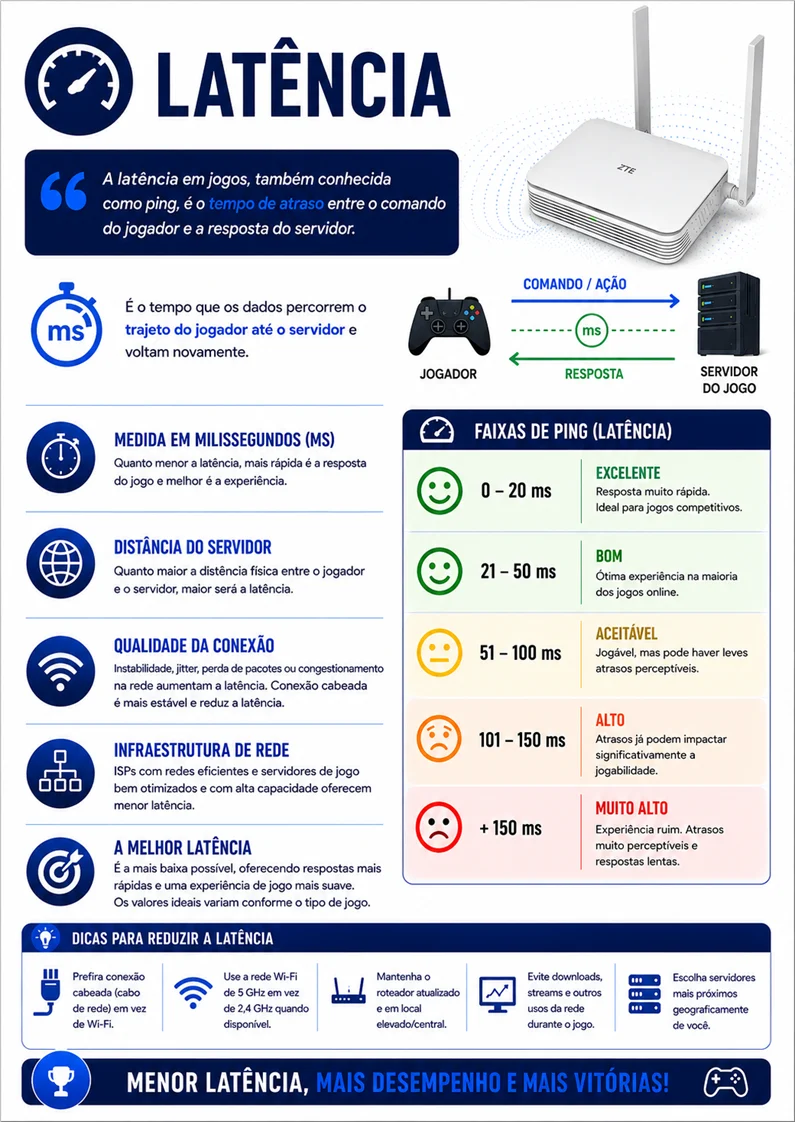 LATÊNCIA
ZTE
A latência em jogos, também conhecida
como ping, é o tempo de atraso entre o comando
do jogador e a resposta do servidor.
ms
É o tempo que os dados percorrem o
trajeto do jogador até o servidor e
voltam novamente.
COMANDO / AÇÃO
ms
RESPOSTA
JOGADOR
SERVIDOR
DO JOGO
MEDIDA EM MILISSEGUNDOS (MS)
Quanto menor a latência, mais rápida é a resposta
do jogo e melhor é a experiência.
DISTÂNCIA DO SERVIDOR
Quanto maior a distância física entre o jogador
e o servidor, maior será a latência.
QUALIDADE DA CONEXÃO
Instabilidade, jitter, perda de pacotes ou congestionamento
na rede aumentam a latência. Conexão cabeada
é mais estável e reduz a latência.
INFRAESTRUTURA DE REDE
ISPs com redes eficientes e servidores de jogo
bem otimizados e com alta capacidade oferecem
menor latência.
A MELHOR LATÊNCIA
É a mais baixa possível, oferecendo respostas mais
rápidas e uma experiência de jogo mais suave.
Os valores ideais variam conforme o tipo de jogo.
FAIXAS DE PING (LATÊNCIA)
0 – 20 ms
EXCELENTE
Resposta muito rápida.
Ideal para jogos competitivos.
21 – 50 ms
BOM
Ótima experiência na maioria
dos jogos online.
51 – 100 ms
ACEITÁVEL
Jogável, mas pode haver leves
atrasos perceptíveis.
101 – 150 ms
ALTO
Atrasos já podem impactar
significativamente a
jogabilidade.
+ 150 ms
MUITO ALTO
Experiência ruim. Atrasos
muito perceptíveis e
respostas lentas.
DICAS PARA REDUZIR A LATÊNCIA
Prefira conexão
cabeada (cabo
de rede) em vez
de Wi-Fi.
Use a rede Wi-Fi
de 5 GHz em vez
de 2,4 GHz quando
disponível.
Mantenha o
roteador atualizado
e em local
elevado/central.
Evite downloads,
streams e outros
usos da rede
durante o jogo.
Escolha servidores
mais próximos
geograficamente
de você.
MENOR LATÊNCIA, MAIS DESEMPENHO E MAIS VITÓRIAS!